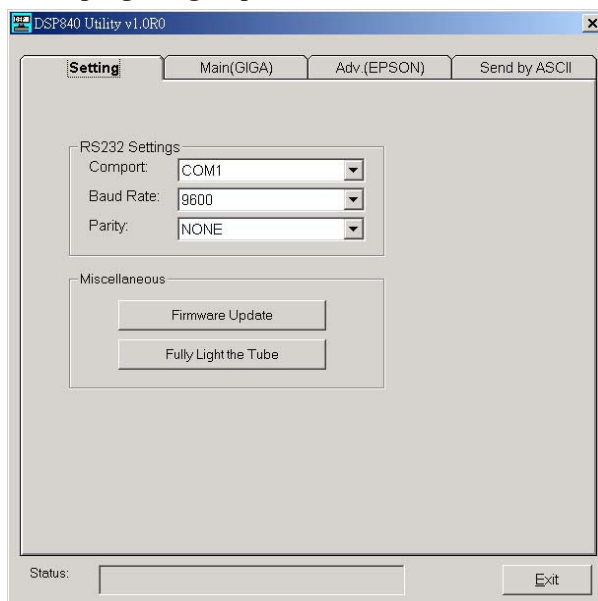 DSP840 Utility v1.0R0
Setting Main(GIGA) Adv.(EPSON) Send by ASCII
RS232 Settings
Comport: COM1
Baud Rate: 9600
Parity: NONE
Miscellaneous
Firmware Update
Fully Light the Tube
Status: Exit